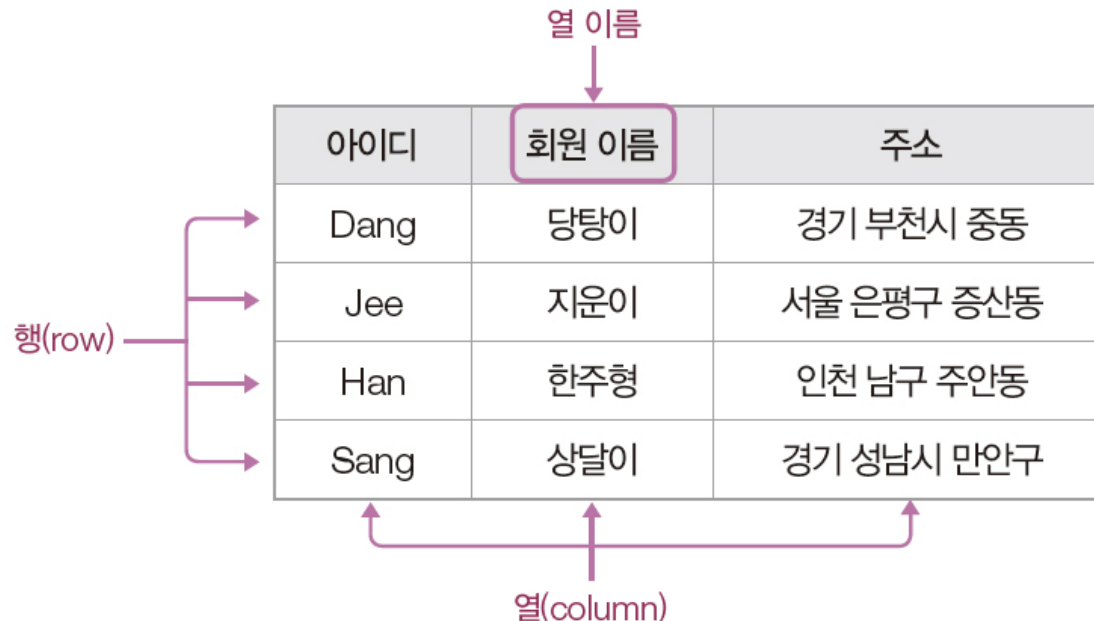 열 이름
아이디 회원 이름 주소
Dang 당탕이 경기 부천시 중동
Jee 지운이 서울 은평구 증산동
행(row)
Han 한주형 인천 남구 주안동
Sang 상달이 경기 성남시 만안구
열(column)